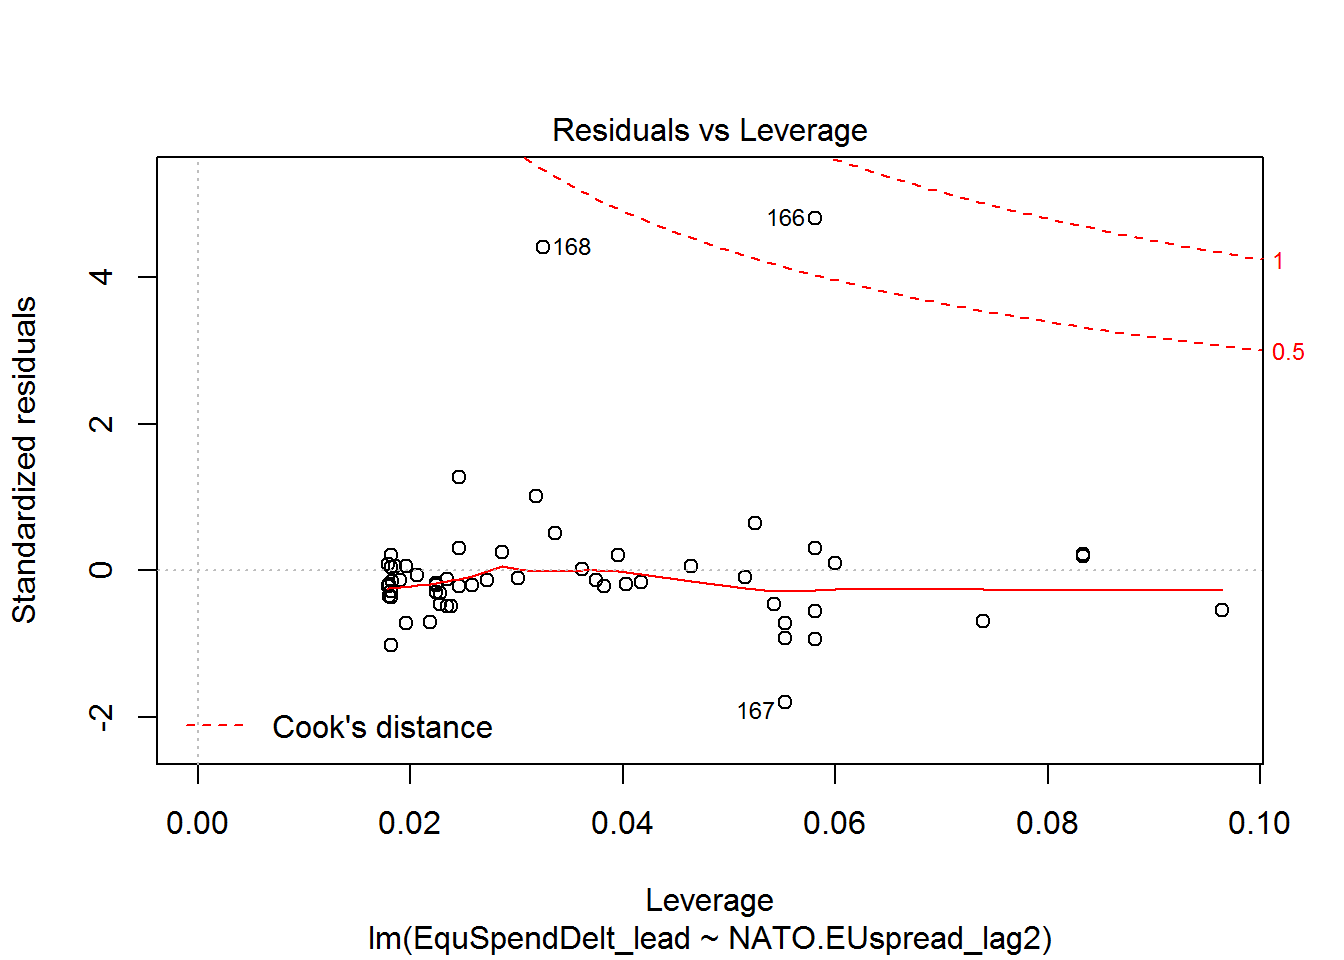 Residuals vs Leverage
Standardized residuals
4
2
0
-2
166
168
167
1
0.5
Cook's distance
0.00 0.02 0.04 0.06 0.08 0.10
Leverage
lm(EquSpendDelt_lead ~ NATO.EUspread_lag2)